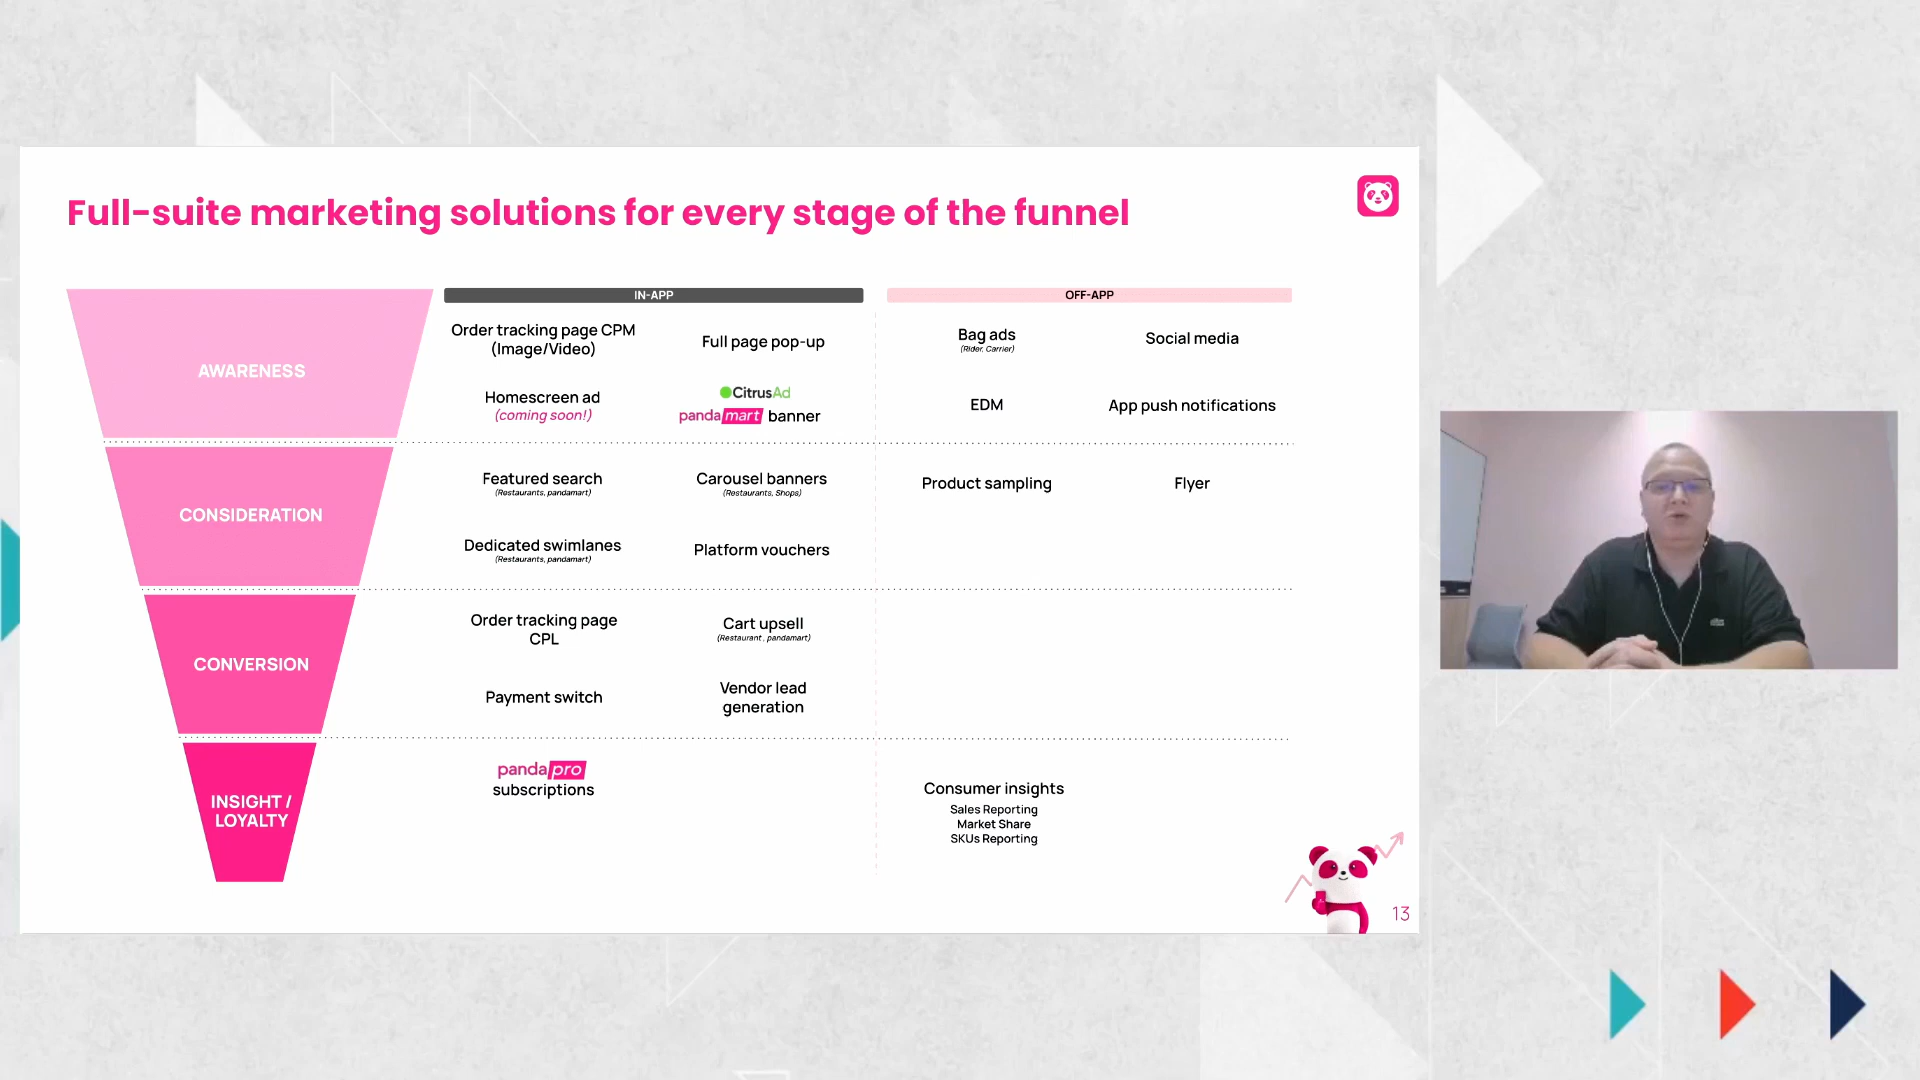 Full-suite marketing solutions for every stage of the funnel
IN-APP
OFF-APP
AWARENESS
Order tracking page CPM
(Image/Video)
Full page pop-up
Bag ads
(Rider, Carrier)
Social media
Homescreen ad
(coming soon!)
CitrusAd
pandamart banner
EDM
App push notifications
CONSIDERATION
Featured search
(Restaurants, pandamart)
Carousel banners
(Restaurants, Shops)
Product sampling
Flyer
Dedicated swimlanes
(Restaurants, pandamart)
Platform vouchers
CONVERSION
Order tracking page
CPL
Cart upsell
(Restaurant , pandamart)
Payment switch
Vendor lead
generation
INSIGHT /
LOYALTY
pandapro
subscriptions
Consumer insights
Sales Reporting
Market Share
SKUs Reporting
13